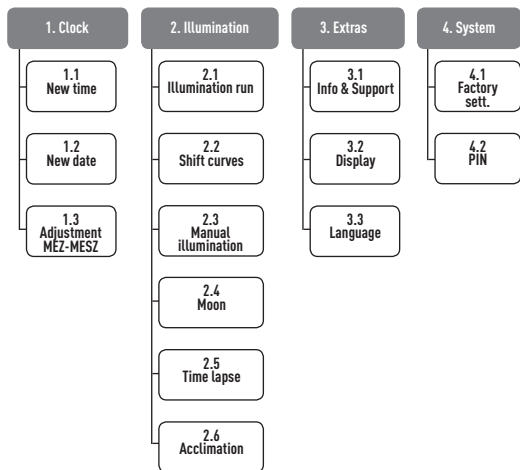 1. Clock
1.1
New time
1.2
New date
1.3
Adjustment
MEZ-MESZ
2. Illumination
2.1
Illumination run
2.2
Shift curves
2.3
Manual
illumination
2.4
Moon
2.5
Time lapse
2.6
Acclimation
3. Extras
3.1
Info & Support
3.2
Display
3.3
Language
4. System
4.1
Factory
sett.
4.2
PIN